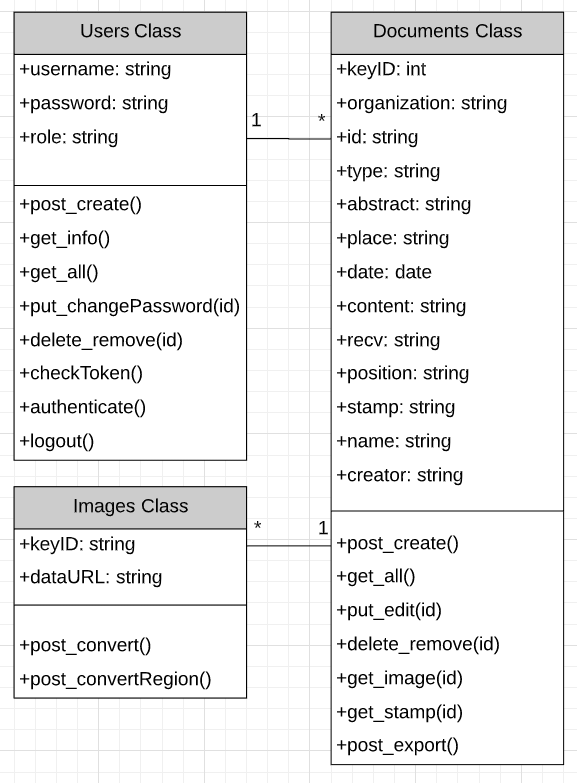 Users Class
+username: string
+password: string
+role: string
+post_create()
+get_info()
+get_all()
+put_changePassword(id)
+delete_remove(id)
+checkToken()
+authenticate()
+logout()
1
*
Documents Class
+keyID: int
+organization: string
+id: string
+type: string
+abstract: string
+place: string
+date: date
+content: string
+recv: string
+position: string
+stamp: string
+name: string
+creator: string
+post_create()
+get_all()
+put_edit(id)
+delete_remove(id)
+get_image(id)
+get_stamp(id)
+post_export()
Images Class
+keyID: string
+dataURL: string
+post_convert()
+post_convertRegion()
*
1